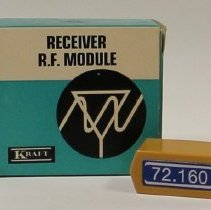 RECEIVER
R.F. MODULE
KRAFT
72.160